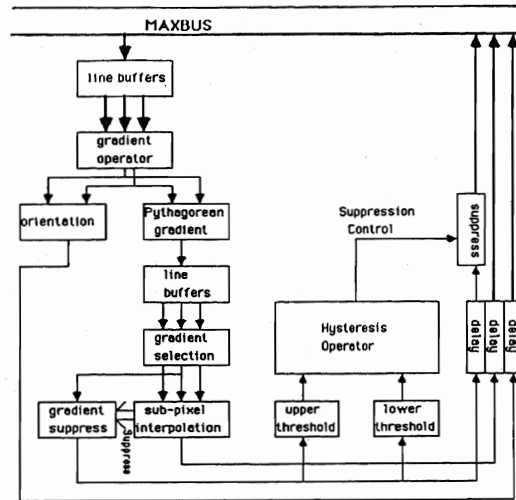 MAXBUS
line buffers
gradient
operator
orientation
Pythagorean
gradient
Suppression
Control
suppress
line
buffers
Hysteresis
Operator
delay
delay
delay
gradient
selection
gradient
suppress
suppress
sub-pixel
interpolation
upper
threshold
lower
threshold